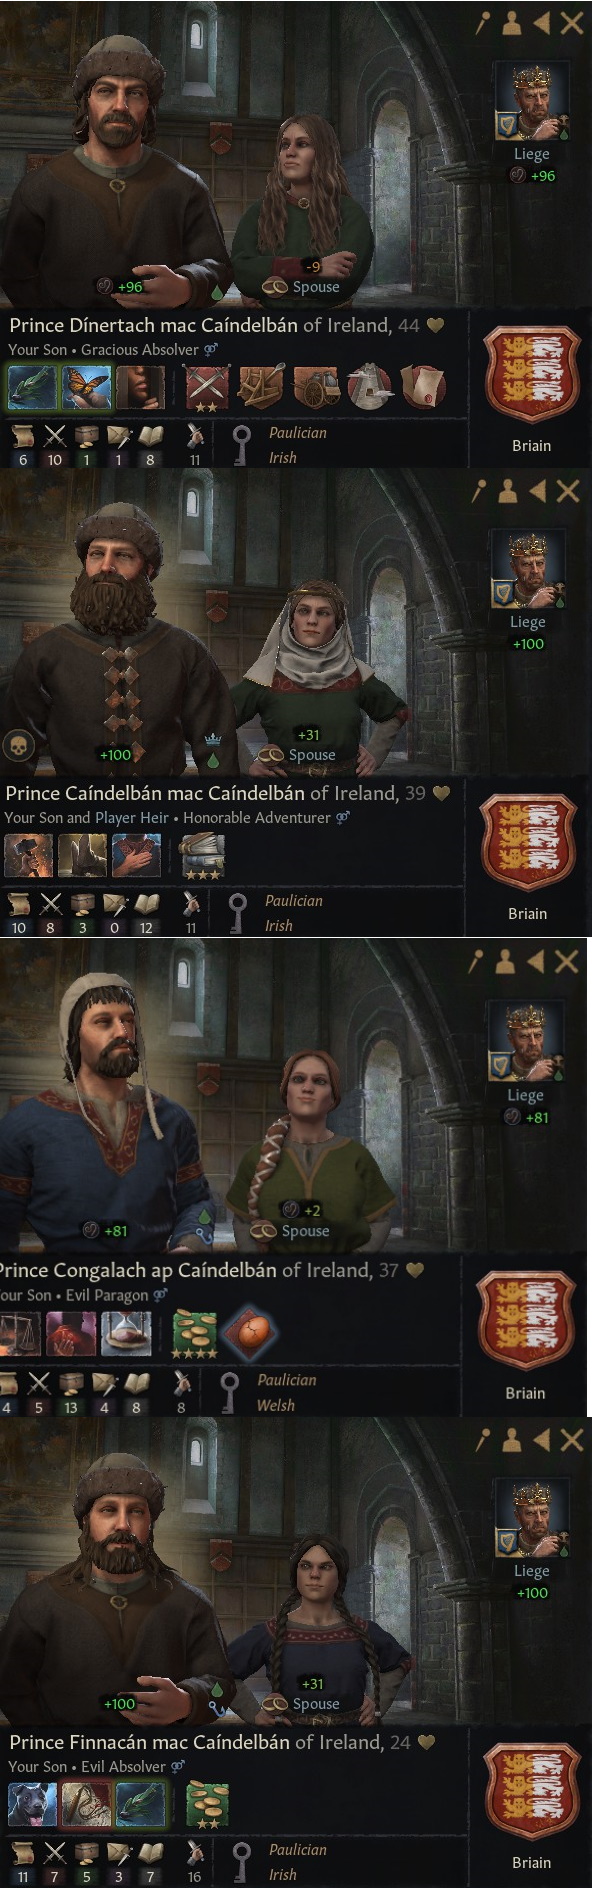 Liege
+96
+96
-9
Spouse
Prince Dínertach mac Caíndelbán of Ireland, 44
Your Son • Gracious Absolver
Paulician
6 10 1 1 8 11
Irish
Briain
Liege
+100
+31
+100
Spouse
Prince Caíndelbán mac Caíndelbán of Ireland, 39
Your Son and Player Heir • Honorable Adventurer
Paulician
10 8 3 0 12 11
Irish
Briain
Liege
+81
+2
+81
Spouse
Prince Congalach ap Caíndelbán of Ireland, 37
our Son • Evil Paragon
Paulician
4 5 13 4 8 8
Welsh
Briain
Liege
+100
+31
+100
Spouse
Prince Finnacán mac Caíndelbán of Ireland, 24
Your Son • Evil Absolver
Paulician
11 7 5 3 7 16
Irish
Briain